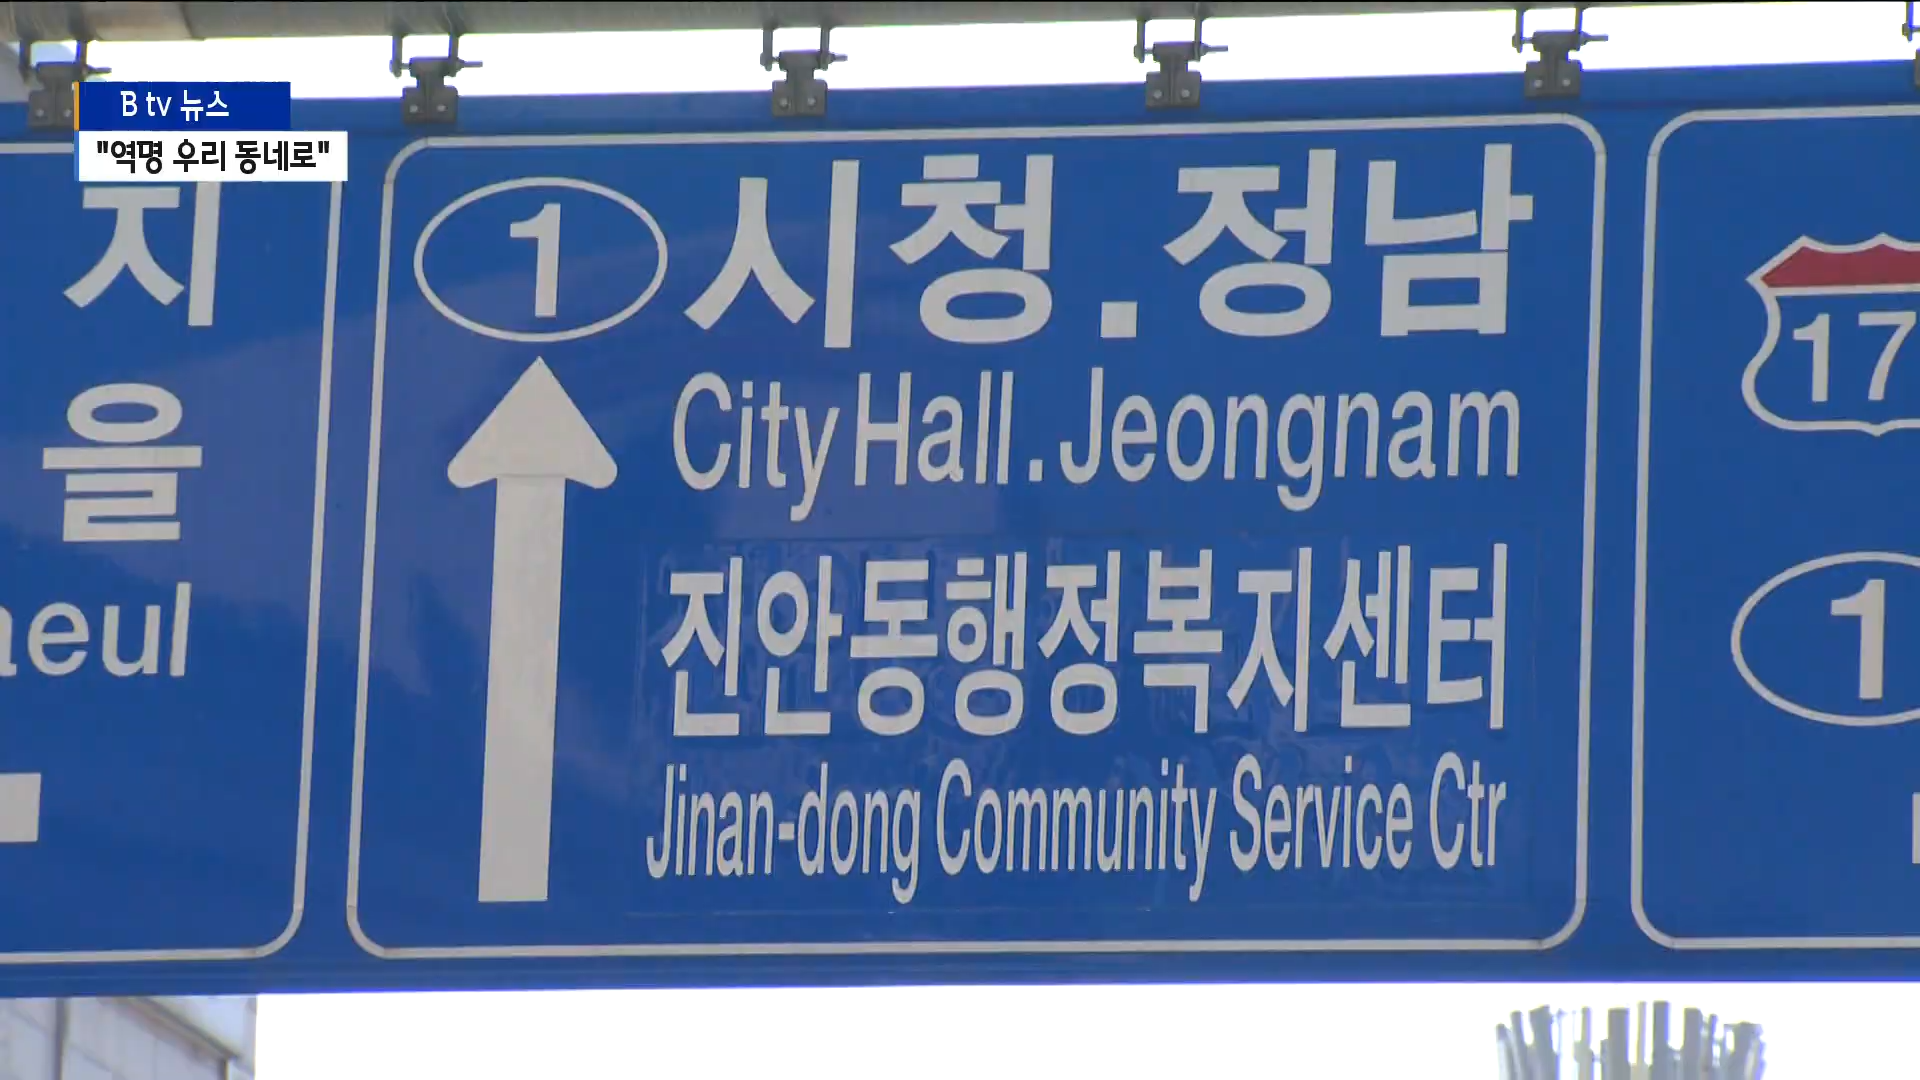 B tv 뉴스
"역명 우리 동네로"
지
을
eul
1
시청.정남
City Hall.Jeongnam
진안동행정복지센터
Jinan-dong Community Service Ctr
17
1